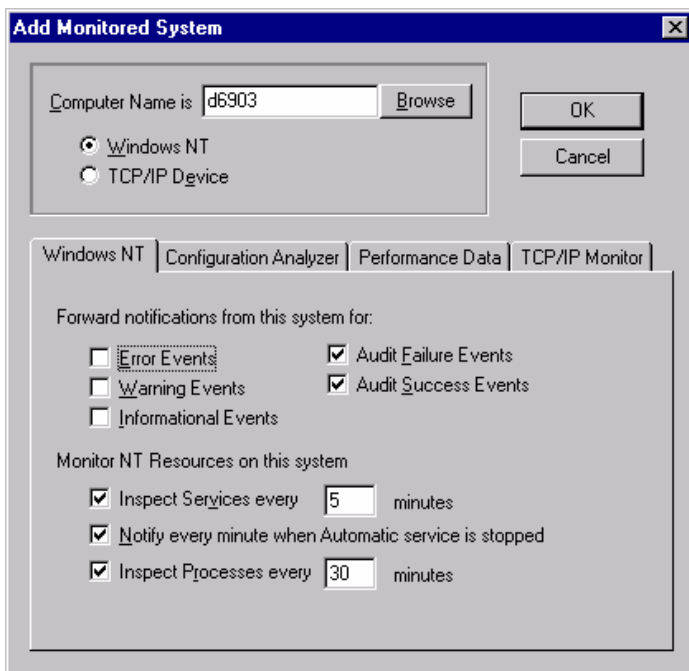 Add Monitored System
Computer Name is d6903 Browse
OK
Windows NT
Cancel
TCP/IP Device
Windows NT Configuration Analyzer Performance Data TCP/IP Monitor
Forward notifications from this system for:
Error Events Audit Failure Events
Warning Events Audit Success Events
Informational Events
Monitor NT Resources on this system
Inspect Services every 5 minutes
Notify every minute when Automatic service is stopped
Inspect Processes every 30 minutes